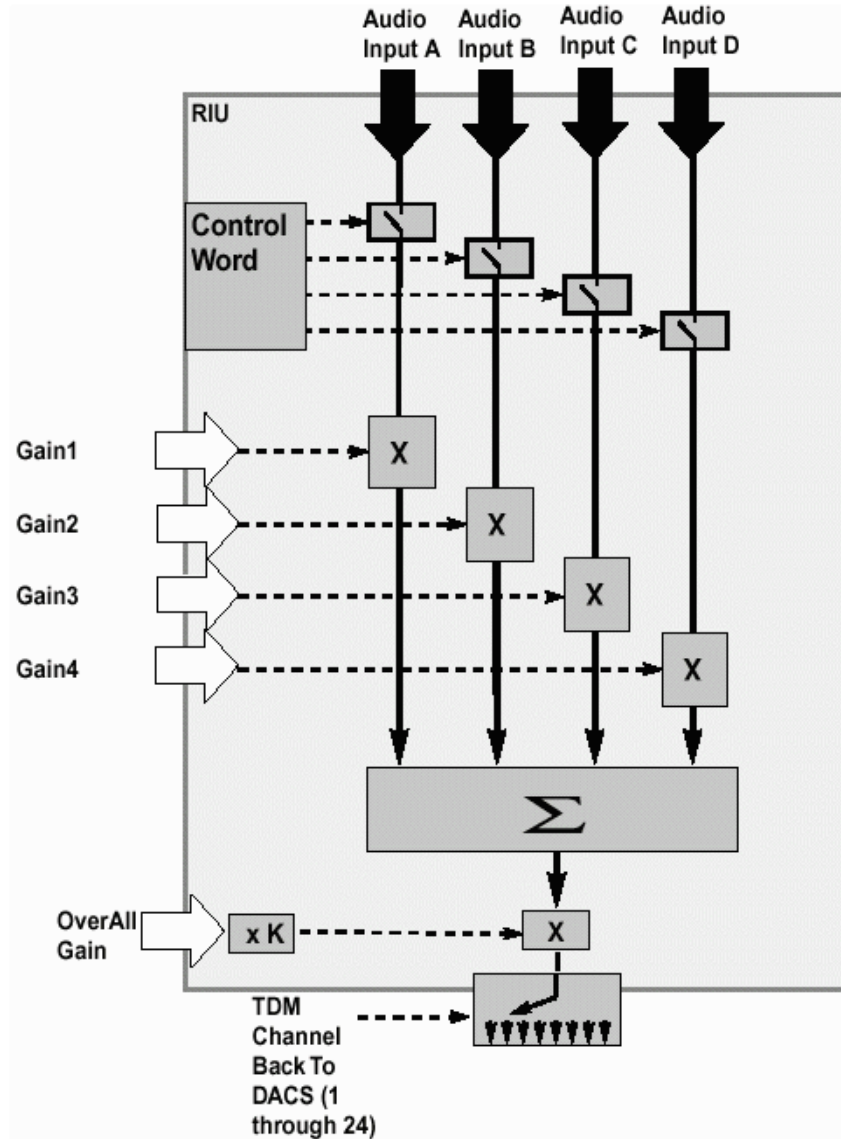 Audio
Input A
Audio
Input B
Audio
Input C
Audio
Input D
RIU
Control
Word
Gain1
X
Gain2
X
Gain3
X
Gain4
X
Σ
OverAll
Gain
x K
X
TDM
Channel
Back To
DACS (1
through 24)